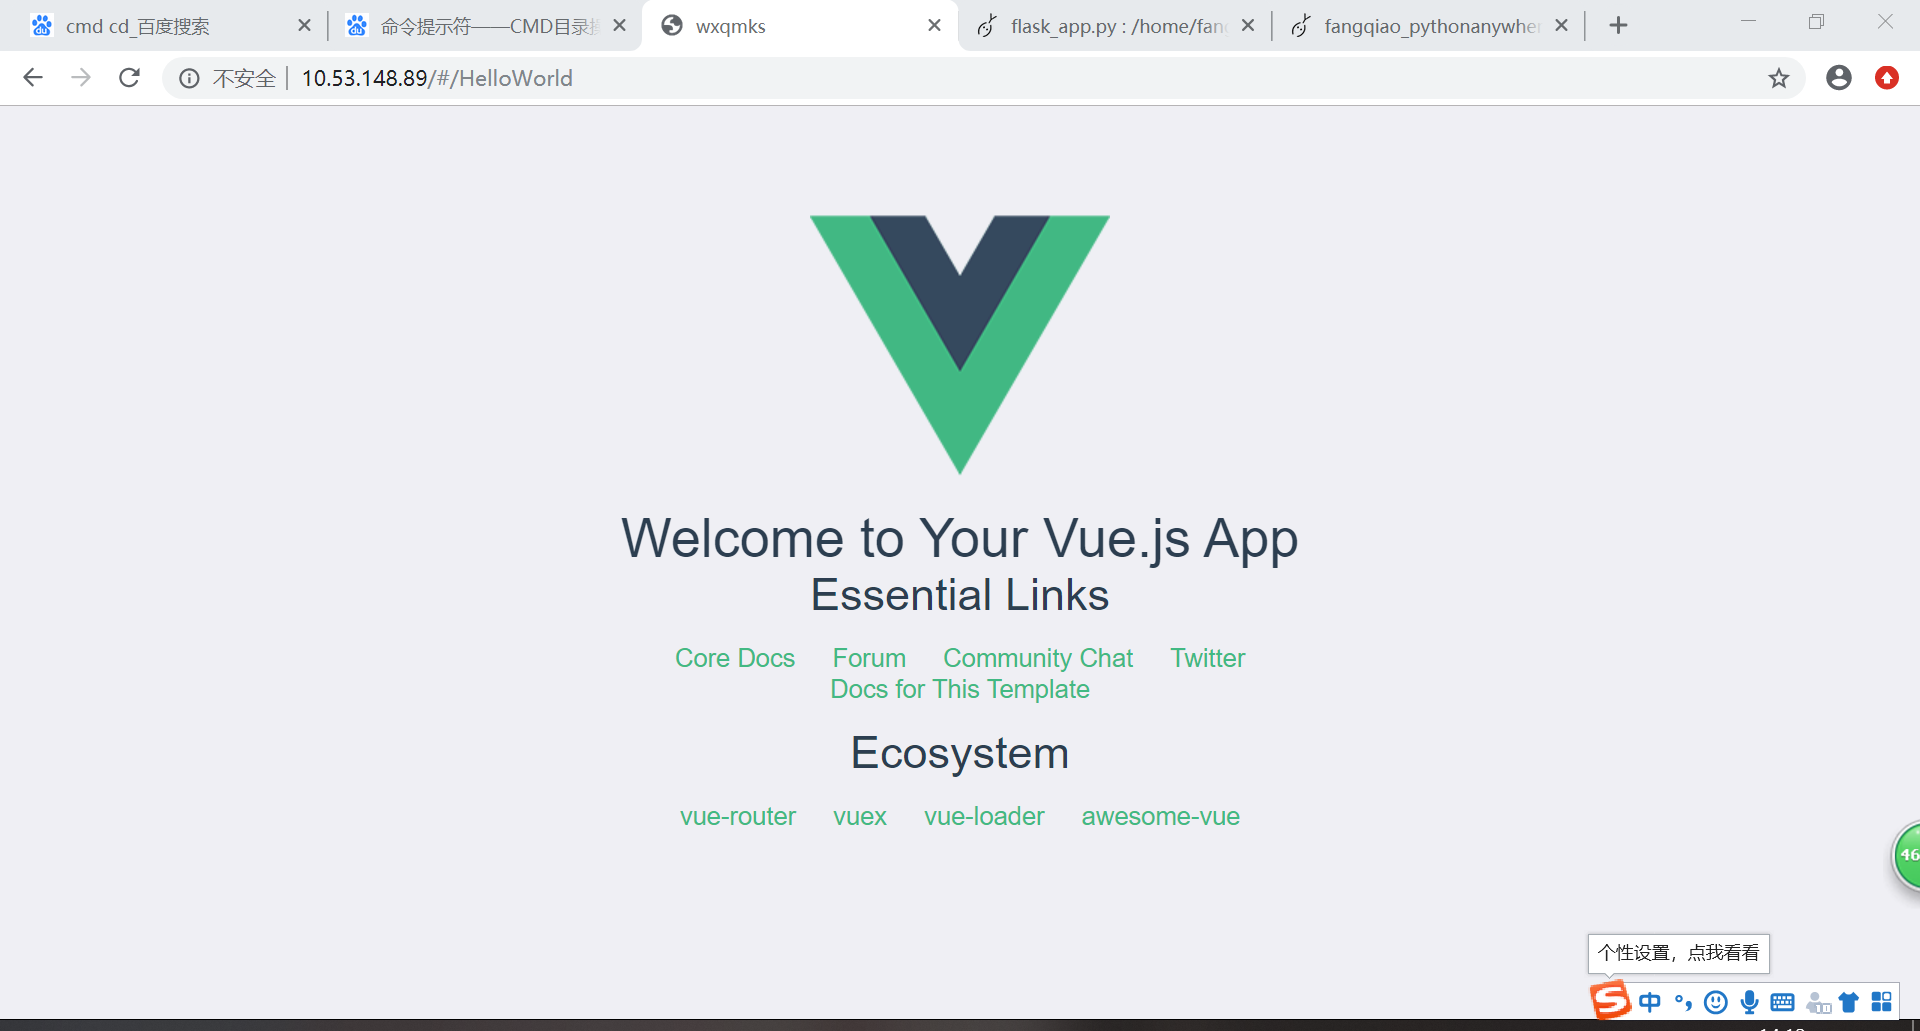 cmd cd_百度搜索
命令提示符——CMD目录
wxqmks
flask_app.py : /home/fang
fangqiao_pythonanywher
不安全
10.53.148.89/#/HelloWorld
Welcome to Your Vue.js App
Essential Links
Core Docs Forum Community Chat Twitter
Docs for This Template
Ecosystem
vue-router vuex vue-loader awesome-vue
46
个性设置，点我看看
中